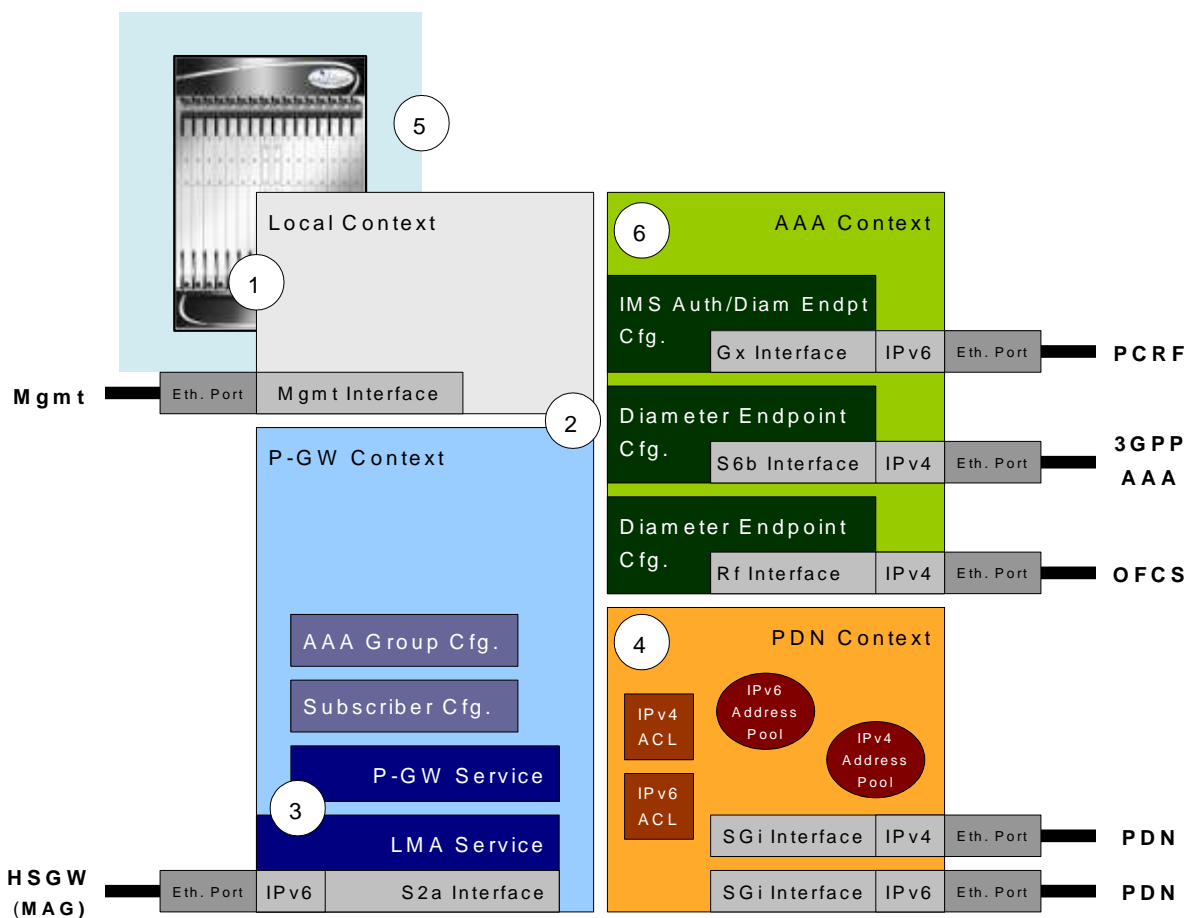 5
Local Context
1
Mgmt
Eth. Port
Mgmt Interface
2
P-GW Context
AAA Group Cfg.
Subscriber Cfg.
P-GW Service
3
LMA Service
HSGW
(MAG)
Eth. Port
IPv6
S2a Interface
6
AAA Context
IMS Auth/Diam Endpt
Cfg.
Gx Interface
IPv6
Eth. Port
PCRF
Diameter Endpoint
Cfg.
S6b Interface
IPv4
Eth. Port
3GPP
AAA
Diameter Endpoint
Cfg.
Rf Interface
IPv4
Eth. Port
OFCS
4
PDN Context
IPv4
ACL
IPv6
Address
Pool
IPv4
Address
Pool
IPv6
ACL
SGi Interface
IPv4
Eth. Port
PDN
SGi Interface
IPv6
Eth. Port
PDN